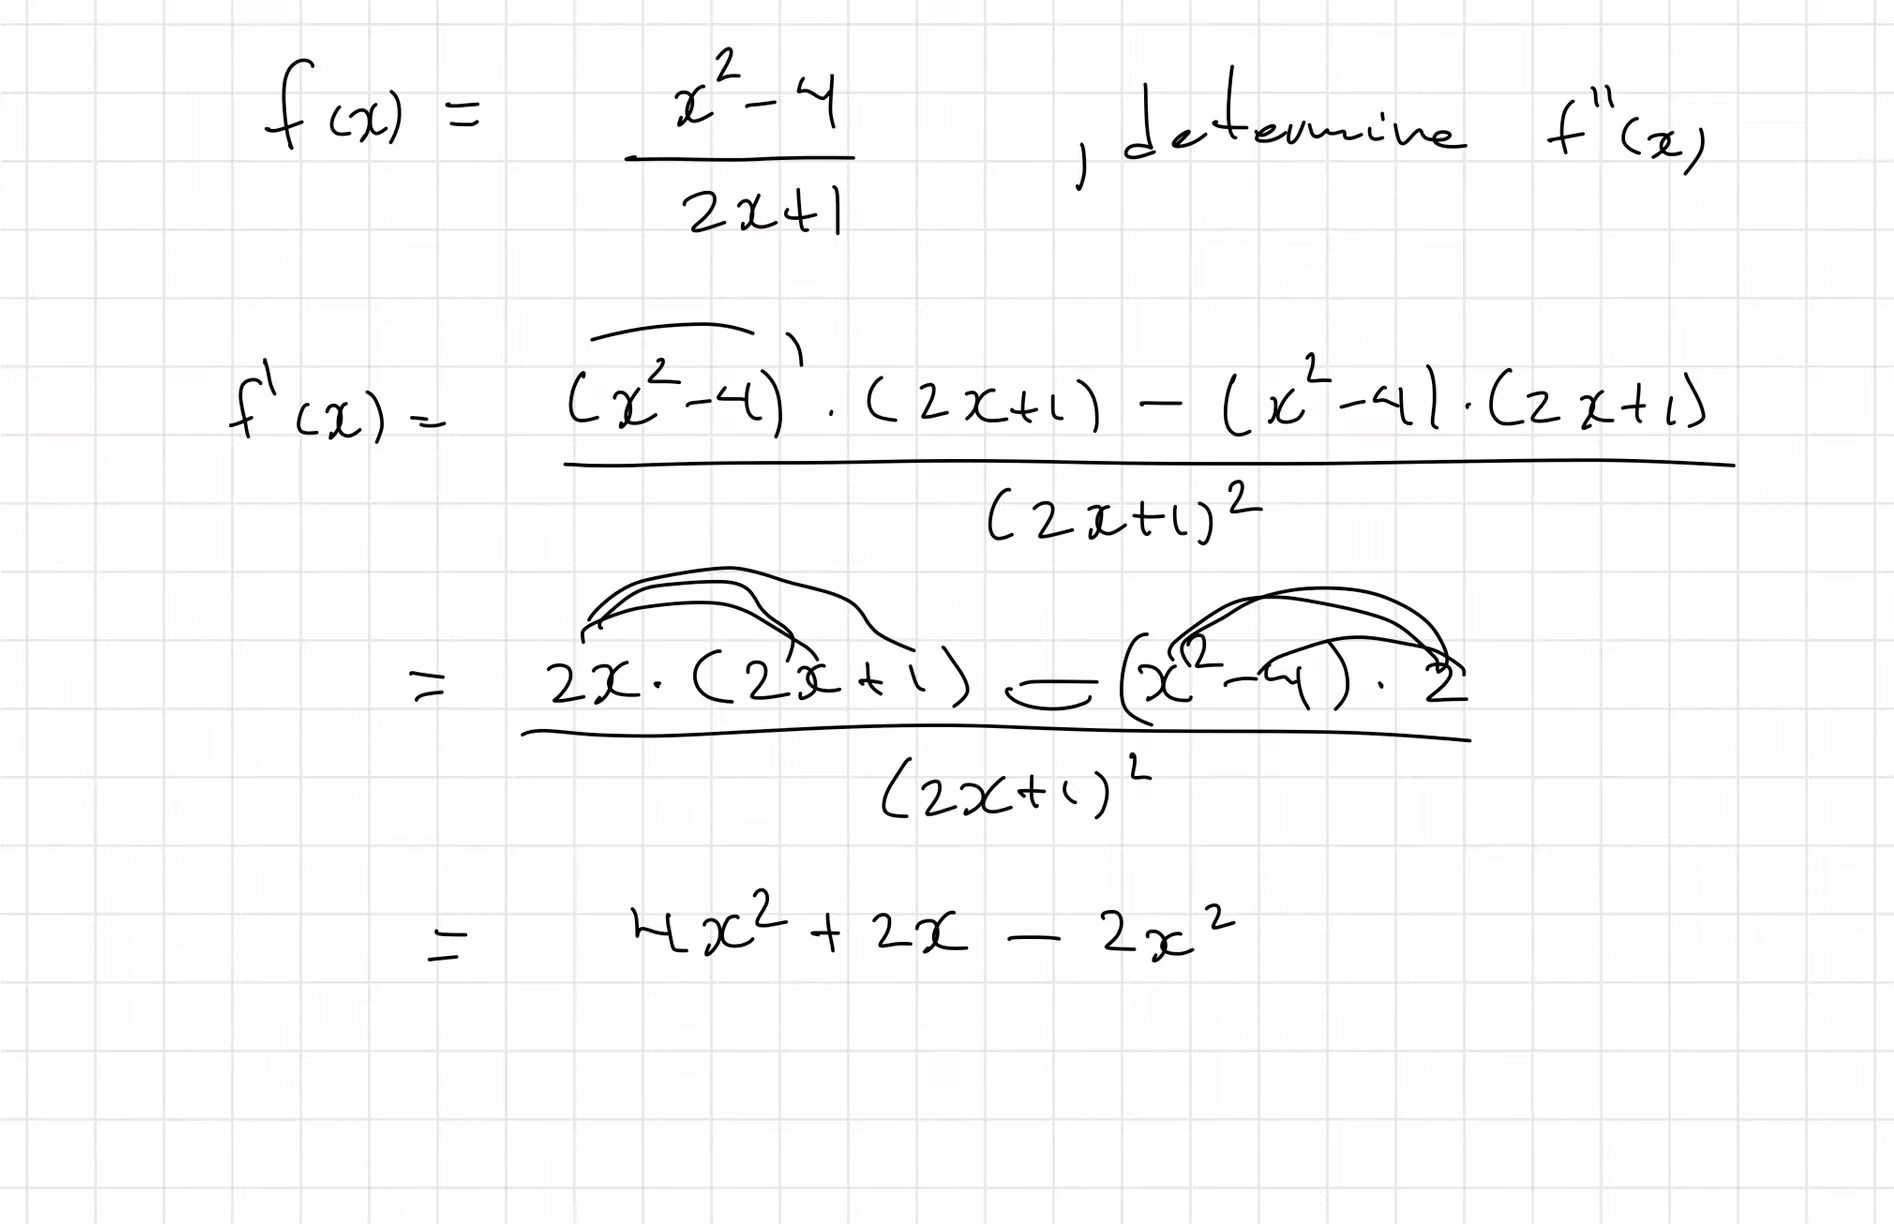 f(x) = (x² - 4) / (2x+1) , determine f''(x)
f'(x) = ((x² - 4)' · (2x+1) - (x² - 4) · (2x+1)) / (2x+1)²
= (2x · (2x+1) - (x² - 4) · 2) / (2x+1)²
= 4x² + 2x - 2x²